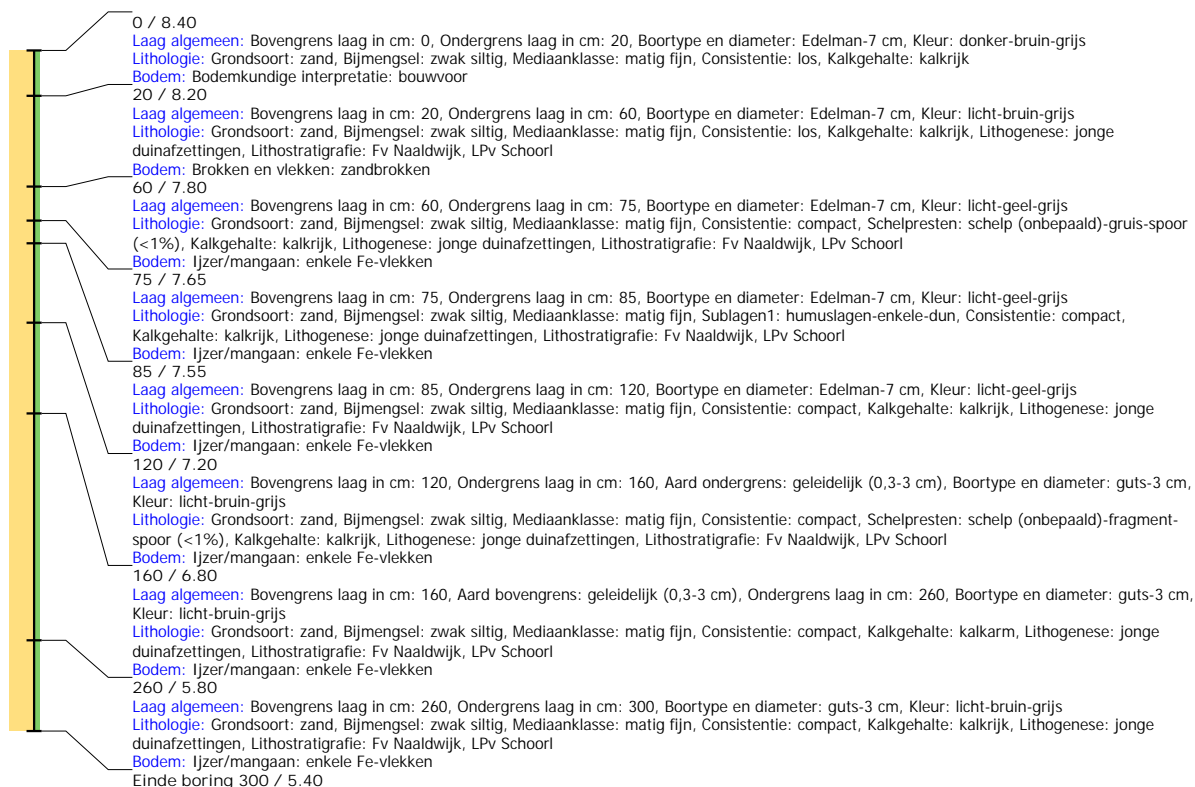 0 / 8.40
Laag algemeen: Bovengrens laag in cm: 0, Ondergrens laag in cm: 20, Boortype en diameter: Edelman-7 cm, Kleur: donker-bruin-grijs
Lithologie: Grondsoort: zand, Bijmengsel: zwak siltig, Mediaanklasse: matig fijn, Consistentie: los, Kalkgehalte: kalkrijk
Bodem: Bodemkundige interpretatie: bouwvoor
20 / 8.20
Laag algemeen: Bovengrens laag in cm: 20, Ondergrens laag in cm: 60, Boortype en diameter: Edelman-7 cm, Kleur: licht-bruin-grijs
Lithologie: Grondsoort: zand, Bijmengsel: zwak siltig, Mediaanklasse: matig fijn, Consistentie: los, Kalkgehalte: kalkrijk, Lithogenese: jonge
duinafzettingen, Lithostratigrafie: Fv Naaldwijk, LPv Schoorl
Bodem: Brokken en vlekken: zandbrokken
60 / 7.80
Laag algemeen: Bovengrens laag in cm: 60, Ondergrens laag in cm: 75, Boortype en diameter: Edelman-7 cm, Kleur: licht-geel-grijs
Lithologie: Grondsoort: zand, Bijmengsel: zwak siltig, Mediaanklasse: matig fijn, Consistentie: compact, Schelpresten: schelp (onbepaald)-gruis-spoor
(<1%), Kalkgehalte: kalkrijk, Lithogenese: jonge duinafzettingen, Lithostratigrafie: Fv Naaldwijk, LPv Schoorl
Bodem: Ijzer/mangaan: enkele Fe-vlekken
75 / 7.65
Laag algemeen: Bovengrens laag in cm: 75, Ondergrens laag in cm: 85, Boortype en diameter: Edelman-7 cm, Kleur: licht-geel-grijs
Lithologie: Grondsoort: zand, Bijmengsel: zwak siltig, Mediaanklasse: matig fijn, Sublagen1: humuslagen-enkele-dun, Consistentie: compact,
Kalkgehalte: kalkrijk, Lithogenese: jonge duinafzettingen, Lithostratigrafie: Fv Naaldwijk, LPv Schoorl
Bodem: Ijzer/mangaan: enkele Fe-vlekken
85 / 7.55
Laag algemeen: Bovengrens laag in cm: 85, Ondergrens laag in cm: 120, Boortype en diameter: Edelman-7 cm, Kleur: licht-geel-grijs
Lithologie: Grondsoort: zand, Bijmengsel: zwak siltig, Mediaanklasse: matig fijn, Consistentie: compact, Kalkgehalte: kalkrijk, Lithogenese: jonge
duinafzettingen, Lithostratigrafie: Fv Naaldwijk, LPv Schoorl
Bodem: Ijzer/mangaan: enkele Fe-vlekken
120 / 7.20
Laag algemeen: Bovengrens laag in cm: 120, Ondergrens laag in cm: 160, Aard ondergrens: geleidelijk (0,3-3 cm), Boortype en diameter: guts-3 cm,
Kleur: licht-bruin-grijs
Lithologie: Grondsoort: zand, Bijmengsel: zwak siltig, Mediaanklasse: matig fijn, Consistentie: compact, Schelpresten: schelp (onbepaald)-fragment-
spoor (<1%), Kalkgehalte: kalkrijk, Lithogenese: jonge duinafzettingen, Lithostratigrafie: Fv Naaldwijk, LPv Schoorl
Bodem: Ijzer/mangaan: enkele Fe-vlekken
160 / 6.80
Laag algemeen: Bovengrens laag in cm: 160, Aard bovengrens: geleidelijk (0,3-3 cm), Ondergrens laag in cm: 260, Boortype en diameter: guts-3 cm,
Kleur: licht-bruin-grijs
Lithologie: Grondsoort: zand, Bijmengsel: zwak siltig, Mediaanklasse: matig fijn, Consistentie: compact, Kalkgehalte: kalkarm, Lithogenese: jonge
duinafzettingen, Lithostratigrafie: Fv Naaldwijk, LPv Schoorl
Bodem: Ijzer/mangaan: enkele Fe-vlekken
260 / 5.80
Laag algemeen: Bovengrens laag in cm: 260, Ondergrens laag in cm: 300, Boortype en diameter: guts-3 cm, Kleur: licht-bruin-grijs
Lithologie: Grondsoort: zand, Bijmengsel: zwak siltig, Mediaanklasse: matig fijn, Consistentie: compact, Kalkgehalte: kalkrijk, Lithogenese: jonge
duinafzettingen, Lithostratigrafie: Fv Naaldwijk, LPv Schoorl
Bodem: Ijzer/mangaan: enkele Fe-vlekken
Einde boring 300 / 5.40